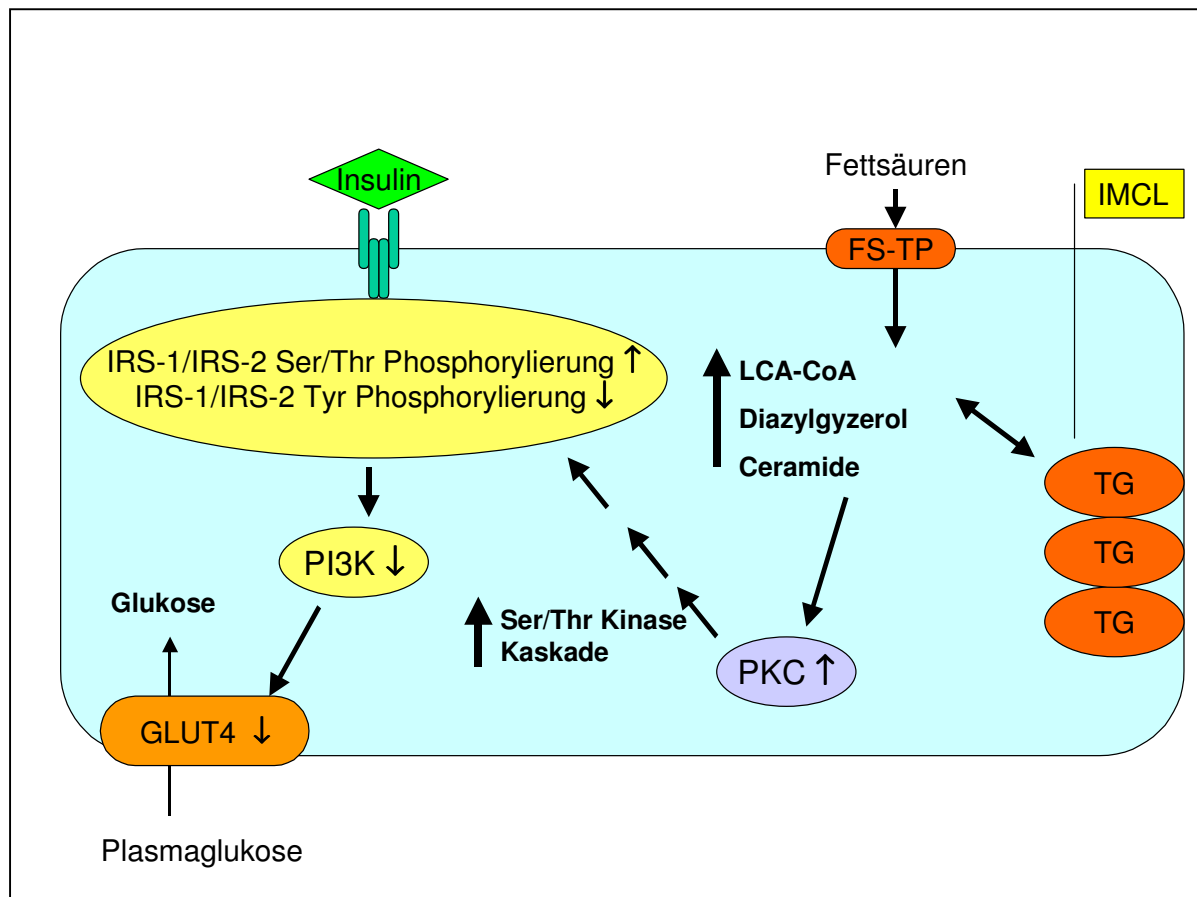 Insulin
Fettsäuren
IMCL
FS-TP
IRS-1/IRS-2 Ser/Thr Phosphorylierung ↑
IRS-1/IRS-2 Tyr Phosphorylierung ↓
LCA-CoA
Diazylgyzerol
Ceramide
TG
TG
TG
PI3K ↓
Glukose
Ser/Thr Kinase
Kaskade
PKC ↑
GLUT4 ↓
Plasmaglukose